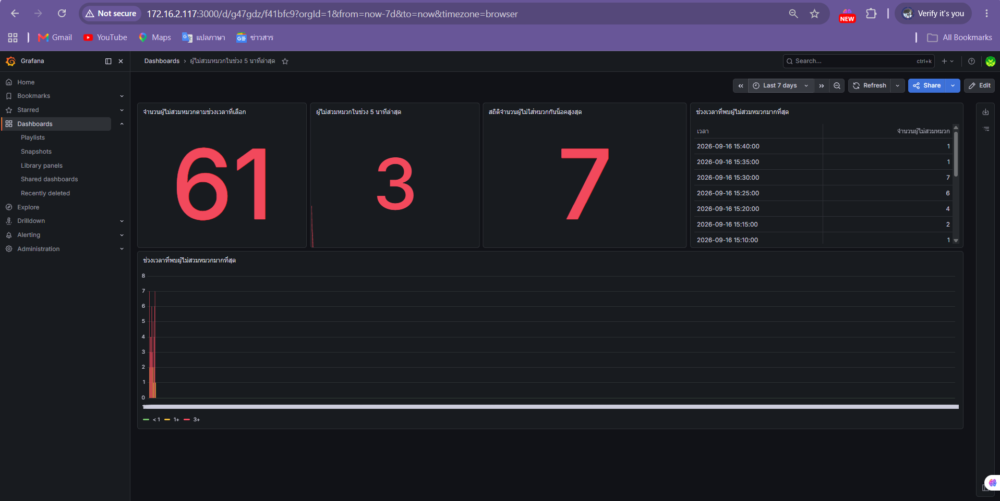 Not secure
172.16.2.117:3000/d/g47gdz/f41bfc9?orgId=1&from=now-7d&to=now&timezone=browser
NEW
Verify it's you
Gmail
YouTube
Maps
แปลภาษา
ข่าวสาร
All Bookmarks
Grafana
Dashboards › ผู้ไม่สวมหมวกในช่วง 5 นาทีล่าสุด
Search...
ctrl+k
Home
Bookmarks
Starred
Dashboards
Playlists
Snapshots
Library panels
Shared dashboards
Recently deleted
Explore
Drilldown
Alerting
Administration
Last 7 days
Refresh
Share
Edit
จำนวนผู้ไม่สวมหมวกตามช่วงเวลาที่เลือก
61
ผู้ไม่สวมหมวกในช่วง 5 นาทีล่าสุด
3
สถิติจำนวนผู้ไม่ใส่หมวกกันน็อคสูงสุด
7
ช่วงเวลาที่พบผู้ไม่สวมหมวกมากที่สุด
เวลา จำนวนผู้ไม่สวมหมวก
2026-09-16 15:40:00 1
2026-09-16 15:35:00 1
2026-09-16 15:30:00 7
2026-09-16 15:25:00 6
2026-09-16 15:20:00 4
2026-09-16 15:15:00 2
2026-09-16 15:10:00 1
ช่วงเวลาที่พบผู้ไม่สวมหมวกมากที่สุด
8
7
6
5
4
3
2
1
0
< 1 1+ 3+